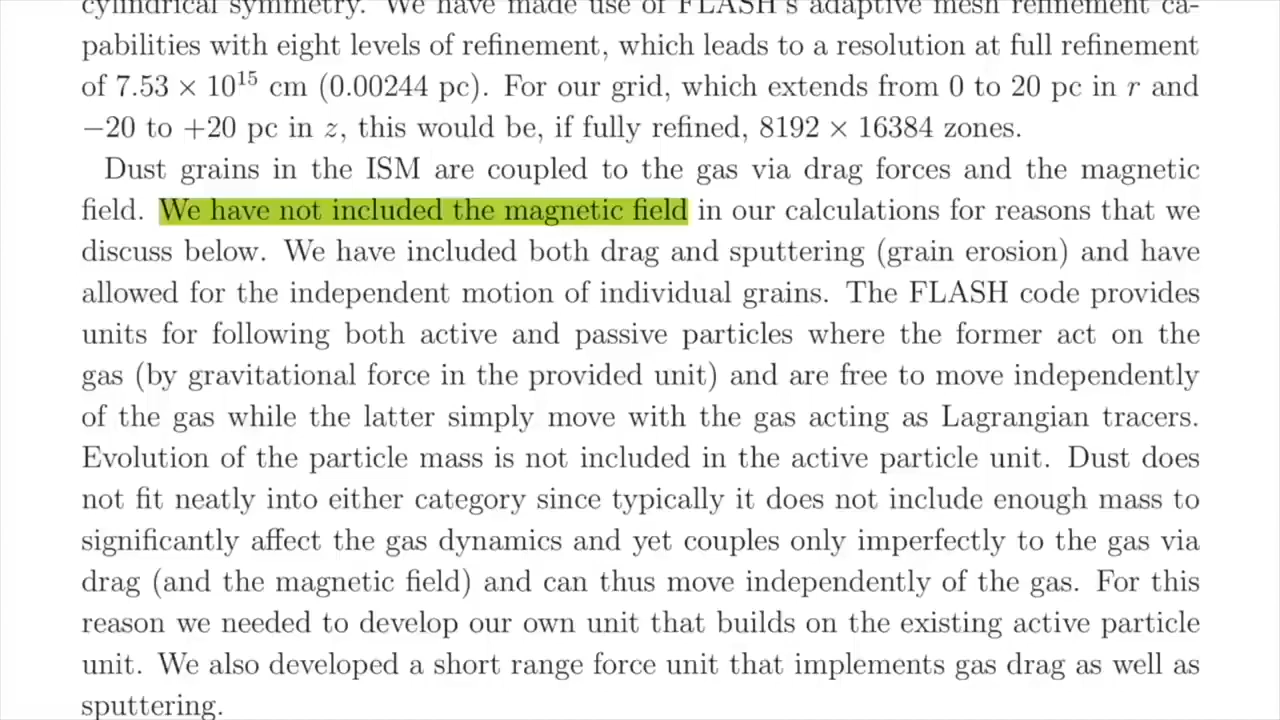 cylindrical symmetry. We have made use of FLASH's adaptive mesh refinement ca-
pabilities with eight levels of refinement, which leads to a resolution at full refinement
of 7.53 × 10¹⁵ cm (0.00244 pc). For our grid, which extends from 0 to 20 pc in r and
−20 to +20 pc in z, this would be, if fully refined, 8192 × 16384 zones.
Dust grains in the ISM are coupled to the gas via drag forces and the magnetic
field. We have not included the magnetic field in our calculations for reasons that we
discuss below. We have included both drag and sputtering (grain erosion) and have
allowed for the independent motion of individual grains. The FLASH code provides
units for following both active and passive particles where the former act on the
gas (by gravitational force in the provided unit) and are free to move independently
of the gas while the latter simply move with the gas acting as Lagrangian tracers.
Evolution of the particle mass is not included in the active particle unit. Dust does
not fit neatly into either category since typically it does not include enough mass to
significantly affect the gas dynamics and yet couples only imperfectly to the gas via
drag (and the magnetic field) and can thus move independently of the gas. For this
reason we needed to develop our own unit that builds on the existing active particle
unit. We also developed a short range force unit that implements gas drag as well as
sputtering.